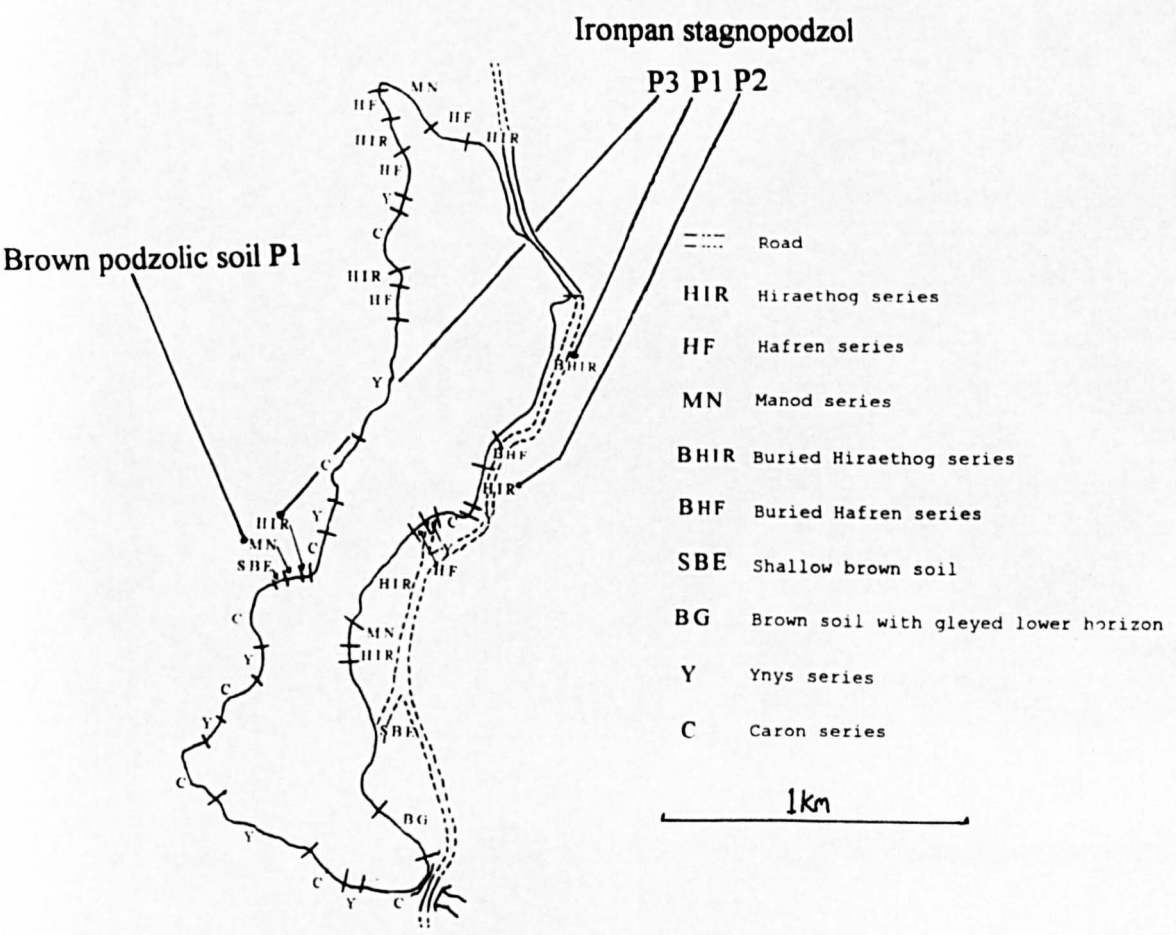 Ironpan stagnopodzol
P3 P1 P2
MN
HF
HF
HIR
HIR
HF
Y
C
Brown podzolic soil P1
HIR
HF
Y
BHIR
C
BHF
HIR
Y
C
HIR
MN
C
SBE
Y
HF
HIR
C
MN
Y
HIR
C
Y
SBE
C
BG
Y
C
Y
C
Road
HIR Hiraethog series
HF Hafren series
MN Manod series
BHIR Buried Hiraethog series
BHF Buried Hafren series
SBE Shallow brown soil
BG Brown soil with gleyed lower horizon
Y Ynys series
C Caron series
1km